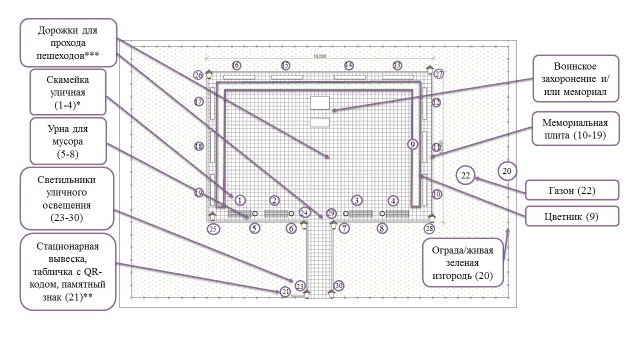 Дорожки для
прохода
пешеходов***
Скамейка
уличная
(1-4)*
Урна для
мусора
(5-8)
Светильники
уличного
освещения
(23-30)
Стационарная
вывеска,
табличка с QR-
кодом, памятный
знак (21)**
16
15
14
13
26
27
17
12
18
11
9
19
10
1
2
3
4
24
29
25
5
6
7
8
28
22
20
23
21
30
Воинское
захоронение и/
или мемориал
Мемориальная
плита (10-19)
Газон (22)
Цветник (9)
Ограда/живая
зеленая
изгородь (20)